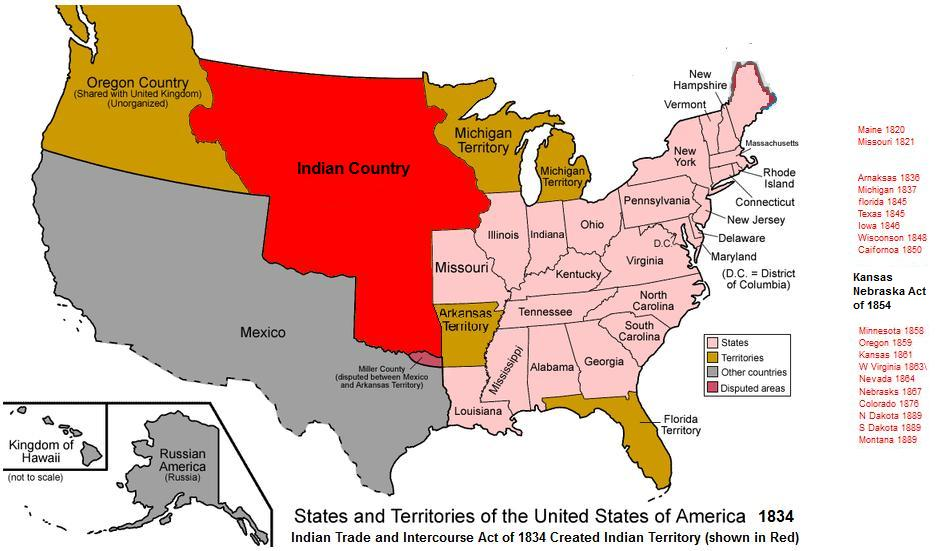 Oregon Country
(Shared with United Kingdom)
(Unorganized)
Indian Country
Michigan
Territory
Michigan
Territory
New
Hampshire
Vermont
Massachusetts
New
York
Rhode
Island
Connecticut
Pennsylvania
New Jersey
Delaware
D.C.
Maryland
(D.C. = District
of Columbia)
Illinois
Indiana
Ohio
Virginia
Missouri
Kentucky
North
Carolina
Tennessee
South
Carolina
Arkansas
Territory
Mississippi
Alabama
Georgia
Louisiana
Florida
Territory
Mexico
Miller County
(disputed between Mexico
and Arkansas Territory)
States
Territories
Other countries
Disputed areas
Kingdom of
Hawaii
(not to scale)
Russian
America
(Russia)
States and Territories of the United States of America 1834
Indian Trade and Intercourse Act of 1834 Created Indian Territory (shown in Red)
Maine 1820
Missouri 1821
Arnaksas 1836
Michigan 1837
florida 1845
Texas 1845
Iowa 1846
Wisconson 1848
Caifornoa 1850
Kansas
Nebraska Act
of 1854
Minnesota 1858
Oregon 1859
Kansas 1861
W Virginia 1863\
Nevada 1864
Nebrasks 1867
Colorado 1876
N Dakota 1889
S Dakota 1889
Montana 1889